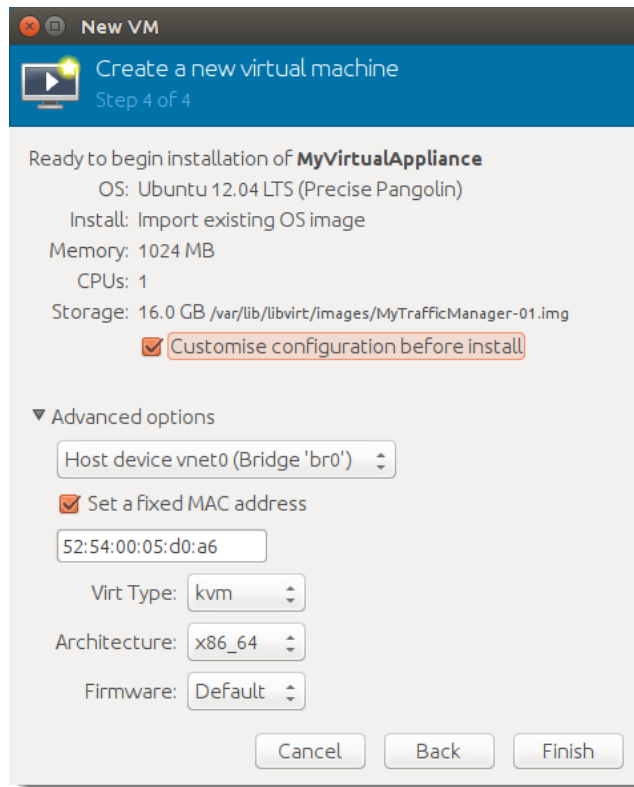 New VM
Create a new virtual machine
Step 4 of 4
Ready to begin installation of MyVirtualAppliance
OS: Ubuntu 12.04 LTS (Precise Pangolin)
Install: Import existing OS image
Memory: 1024 MB
CPUs: 1
Storage: 16.0 GB /var/lib/libvirt/images/MyTrafficManager-01.img
Customise configuration before install
Advanced options
Host device vnet0 (Bridge 'br0')
Set a fixed MAC address
52:54:00:05:d0:a6
Virt Type: kvm
Architecture: x86_64
Firmware: Default
Cancel Back Finish